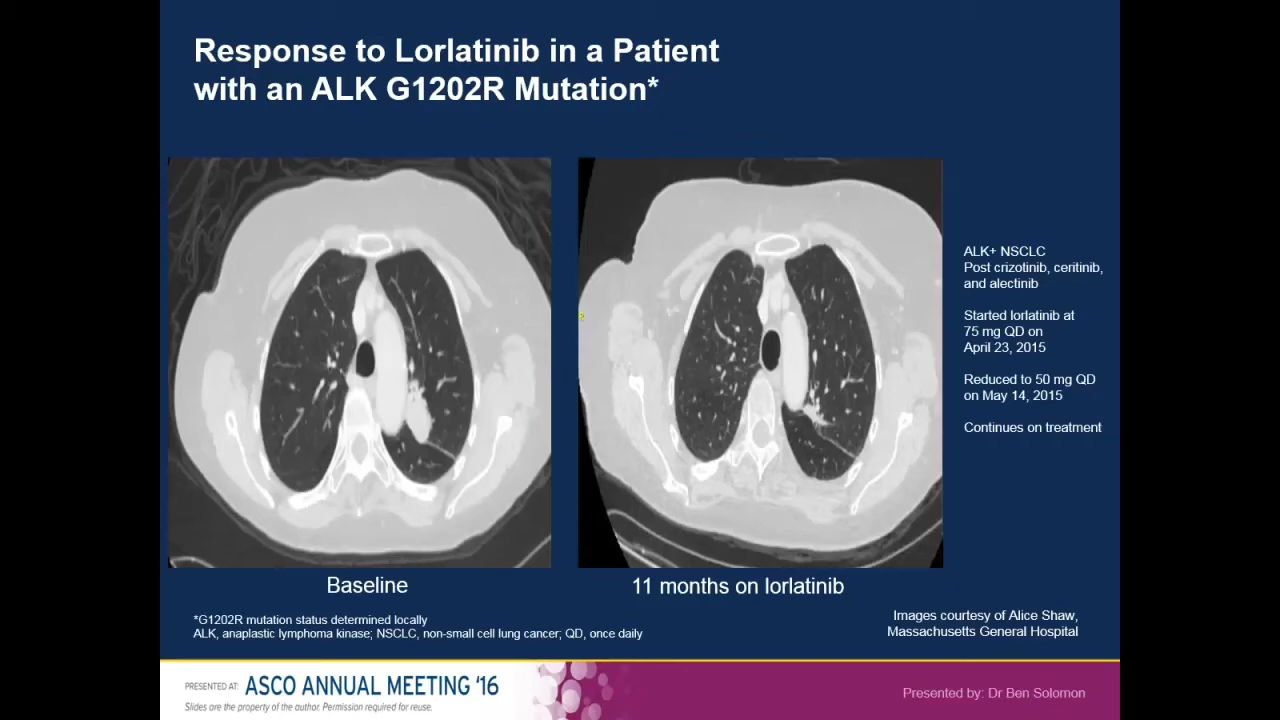 Response to Lorlatinib in a Patient
with an ALK G1202R Mutation*
ALK+ NSCLC
Post crizotinib, ceritinib,
and alectinib
Started lorlatinib at
75 mg QD on
April 23, 2015
Reduced to 50 mg QD
on May 14, 2015
Continues on treatment
Baseline
11 months on lorlatinib
*G1202R mutation status determined locally
ALK, anaplastic lymphoma kinase; NSCLC, non-small cell lung cancer; QD, once daily
Images courtesy of Alice Shaw,
Massachusetts General Hospital
PRESENTED AT: ASCO ANNUAL MEETING '16
Slides are the property of the author. Permission required for reuse.
Presented by: Dr Ben Solomon